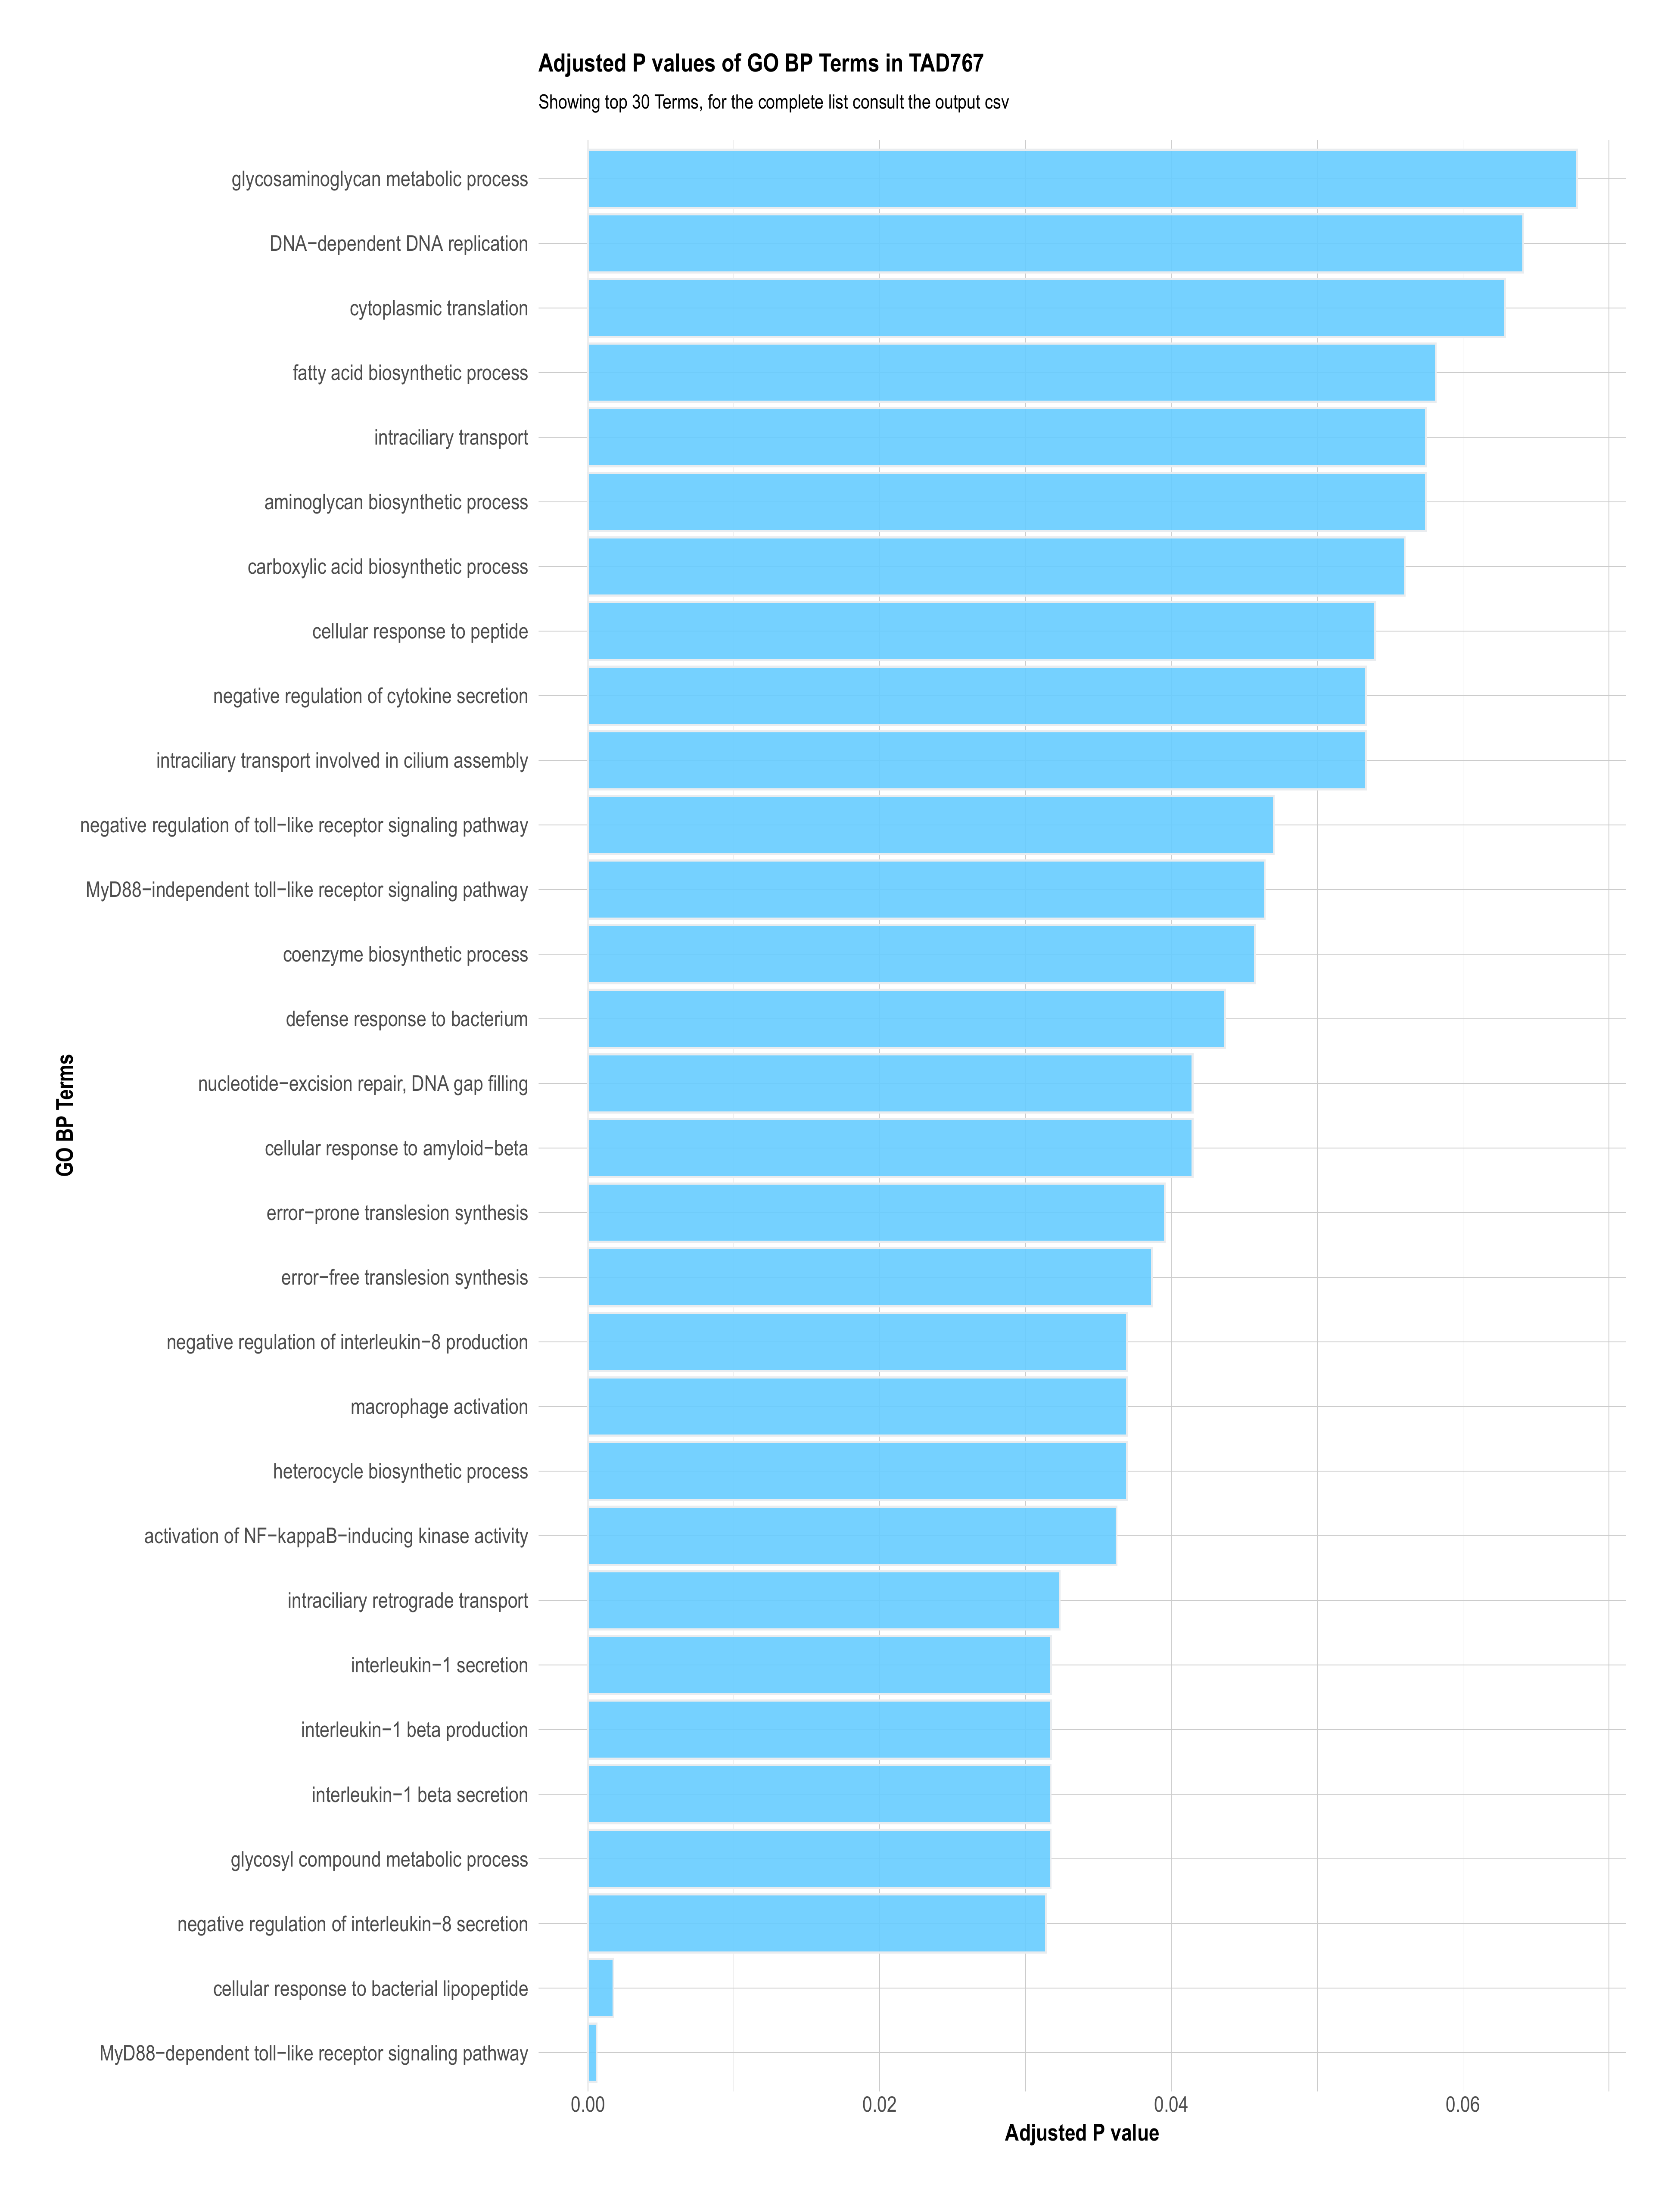 Adjusted P values of GO BP Terms in TAD767
Showing top 30 Terms, for the complete list consult the output csv
glycosaminoglycan metabolic process
DNA−dependent DNA replication
cytoplasmic translation
fatty acid biosynthetic process
intraciliary transport
aminoglycan biosynthetic process
carboxylic acid biosynthetic process
cellular response to peptide
negative regulation of cytokine secretion
intraciliary transport involved in cilium assembly
negative regulation of toll−like receptor signaling pathway
MyD88−independent toll−like receptor signaling pathway
coenzyme biosynthetic process
defense response to bacterium
nucleotide−excision repair, DNA gap filling
cellular response to amyloid−beta
error−prone translesion synthesis
error−free translesion synthesis
negative regulation of interleukin−8 production
macrophage activation
heterocycle biosynthetic process
activation of NF−kappaB−inducing kinase activity
intraciliary retrograde transport
interleukin−1 secretion
interleukin−1 beta production
interleukin−1 beta secretion
glycosyl compound metabolic process
negative regulation of interleukin−8 secretion
cellular response to bacterial lipopeptide
MyD88−dependent toll−like receptor signaling pathway
GO BP Terms
0.00 0.02 0.04 0.06
Adjusted P value